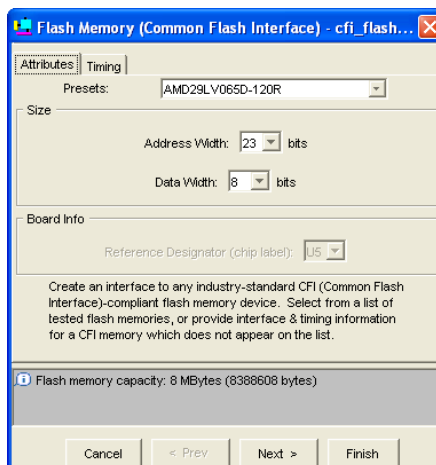 Flash Memory (Common Flash Interface) - cfi_flash...
Attributes Timing
Presets: AMD29LV065D-120R
Size
Address Width: 23 bits
Data Width: 8 bits
Board Info
Reference Designator (chip label): U5
Create an interface to any industry-standard CFI (Common Flash
Interface)-compliant flash memory device. Select from a list of
tested flash memories, or provide interface & timing information
for a CFI memory which does not appear on the list.
Flash memory capacity: 8 MBytes (8388608 bytes)
Cancel < Prev Next > Finish